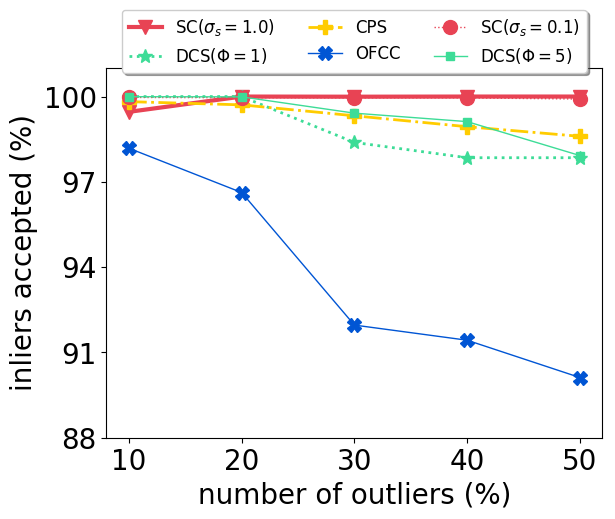 SC(σₛ = 1.0) CPS SC(σₛ = 0.1)
DCS(Φ = 1) OFCC DCS(Φ = 5)
100
97
94
91
88
inliers accepted (%)
10 20 30 40 50
number of outliers (%)